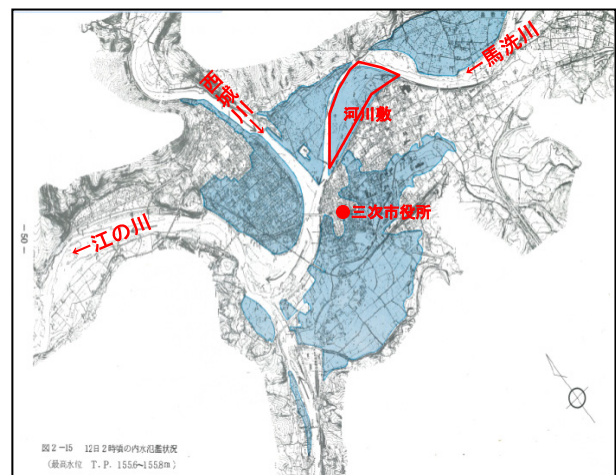 ←馬洗川
西城川→
河川敷
三次市役所
←江の川
-50-
図2-15 12日2時頃の内水氾濫状況
(最高水位 T.P. 155.6~155.8m)